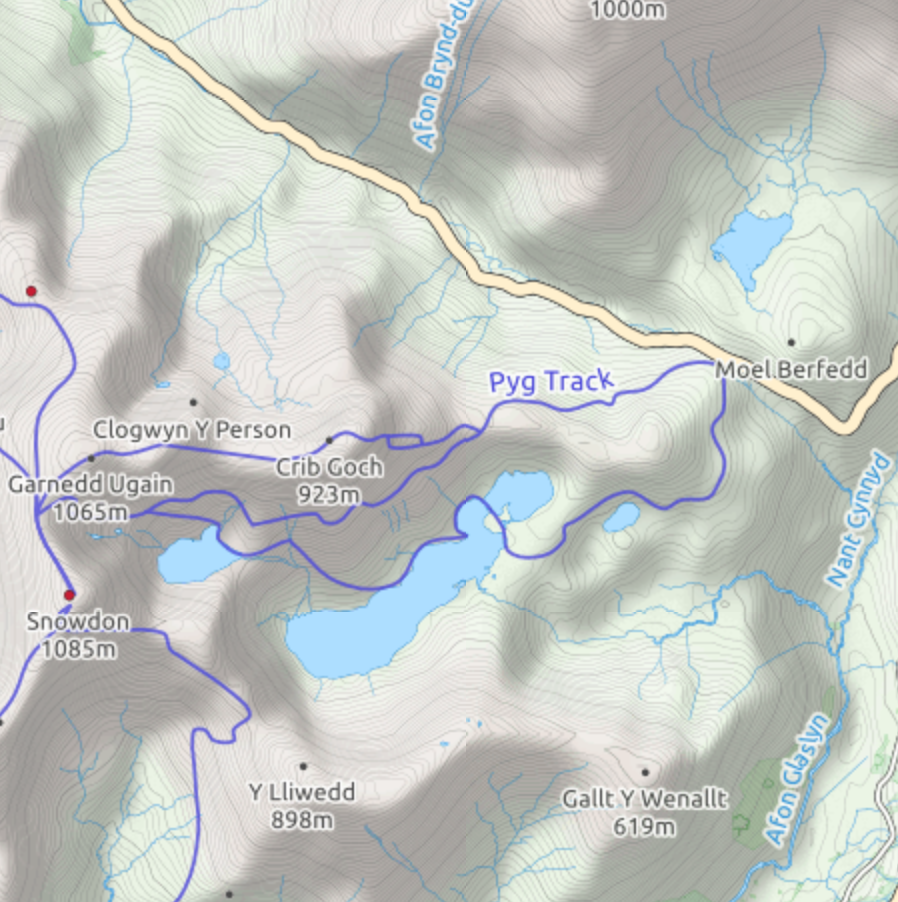 1000m
Afon Brynd-du
Pyg Track
Moel Berfedd
Clogwyn Y Person
Crib Goch
923m
Garnedd Ugain
1065m
Nant Cynnyd
Snowdon
1085m
Afon Glaslyn
Y Lliwedd
898m
Gallt Y Wenallt
619m